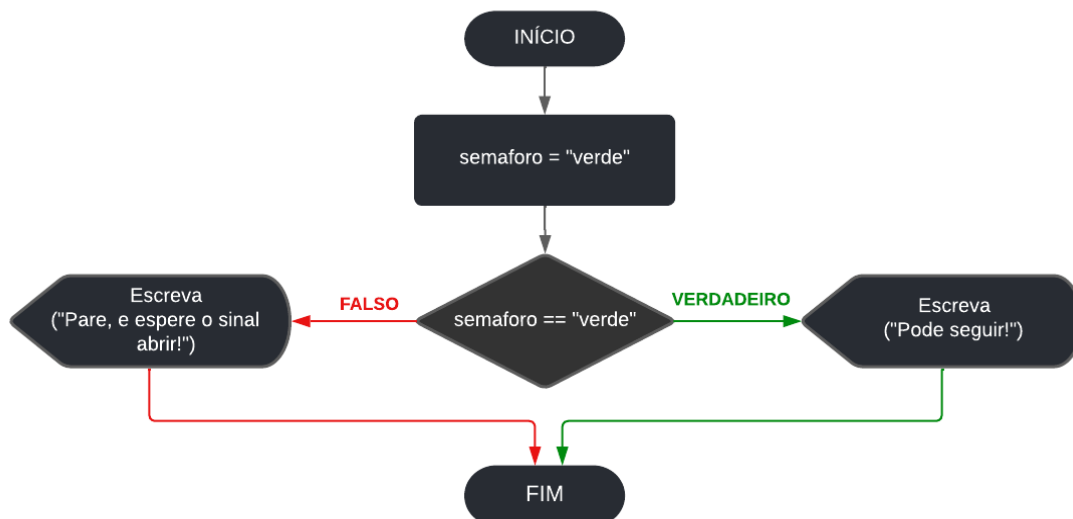 INÍCIO
semaforo = "verde"
Escreva
("Pare, e espere o sinal
abrir!")
FALSO
semaforo == "verde"
VERDADEIRO
Escreva
("Pode seguir!")
FIM